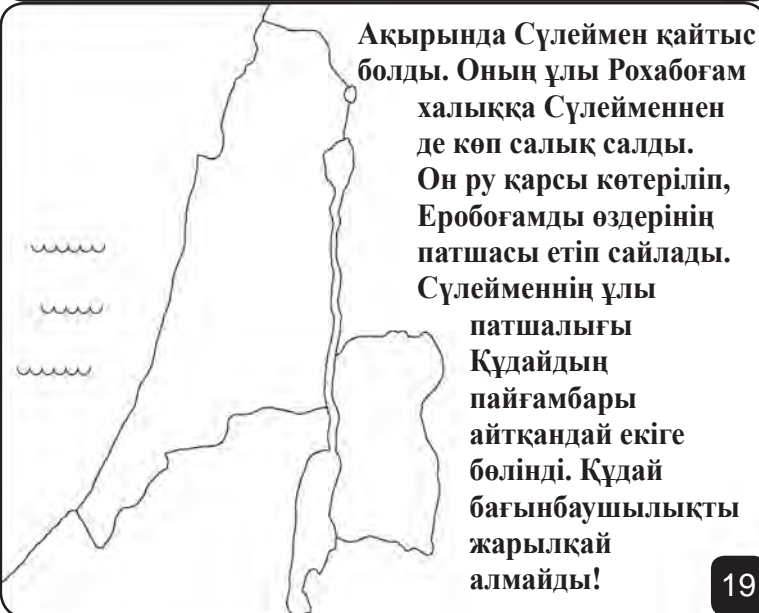 Ақырында Сүлеймен қайтыс
болды. Оның ұлы Рохабоғам
халыққа Сүлейменнен
де көп салық салды.
Он ру қарсы көтеріліп,
Еробоғамды өздерінің
патшасы етіп сайлады.
Сүлейменнің ұлы
патшалығы
Құдайдың
пайғамбары
айтқандай екіге
бөлінді. Құдай
бағынбаушылықты
жарылқай
алмайды!
19